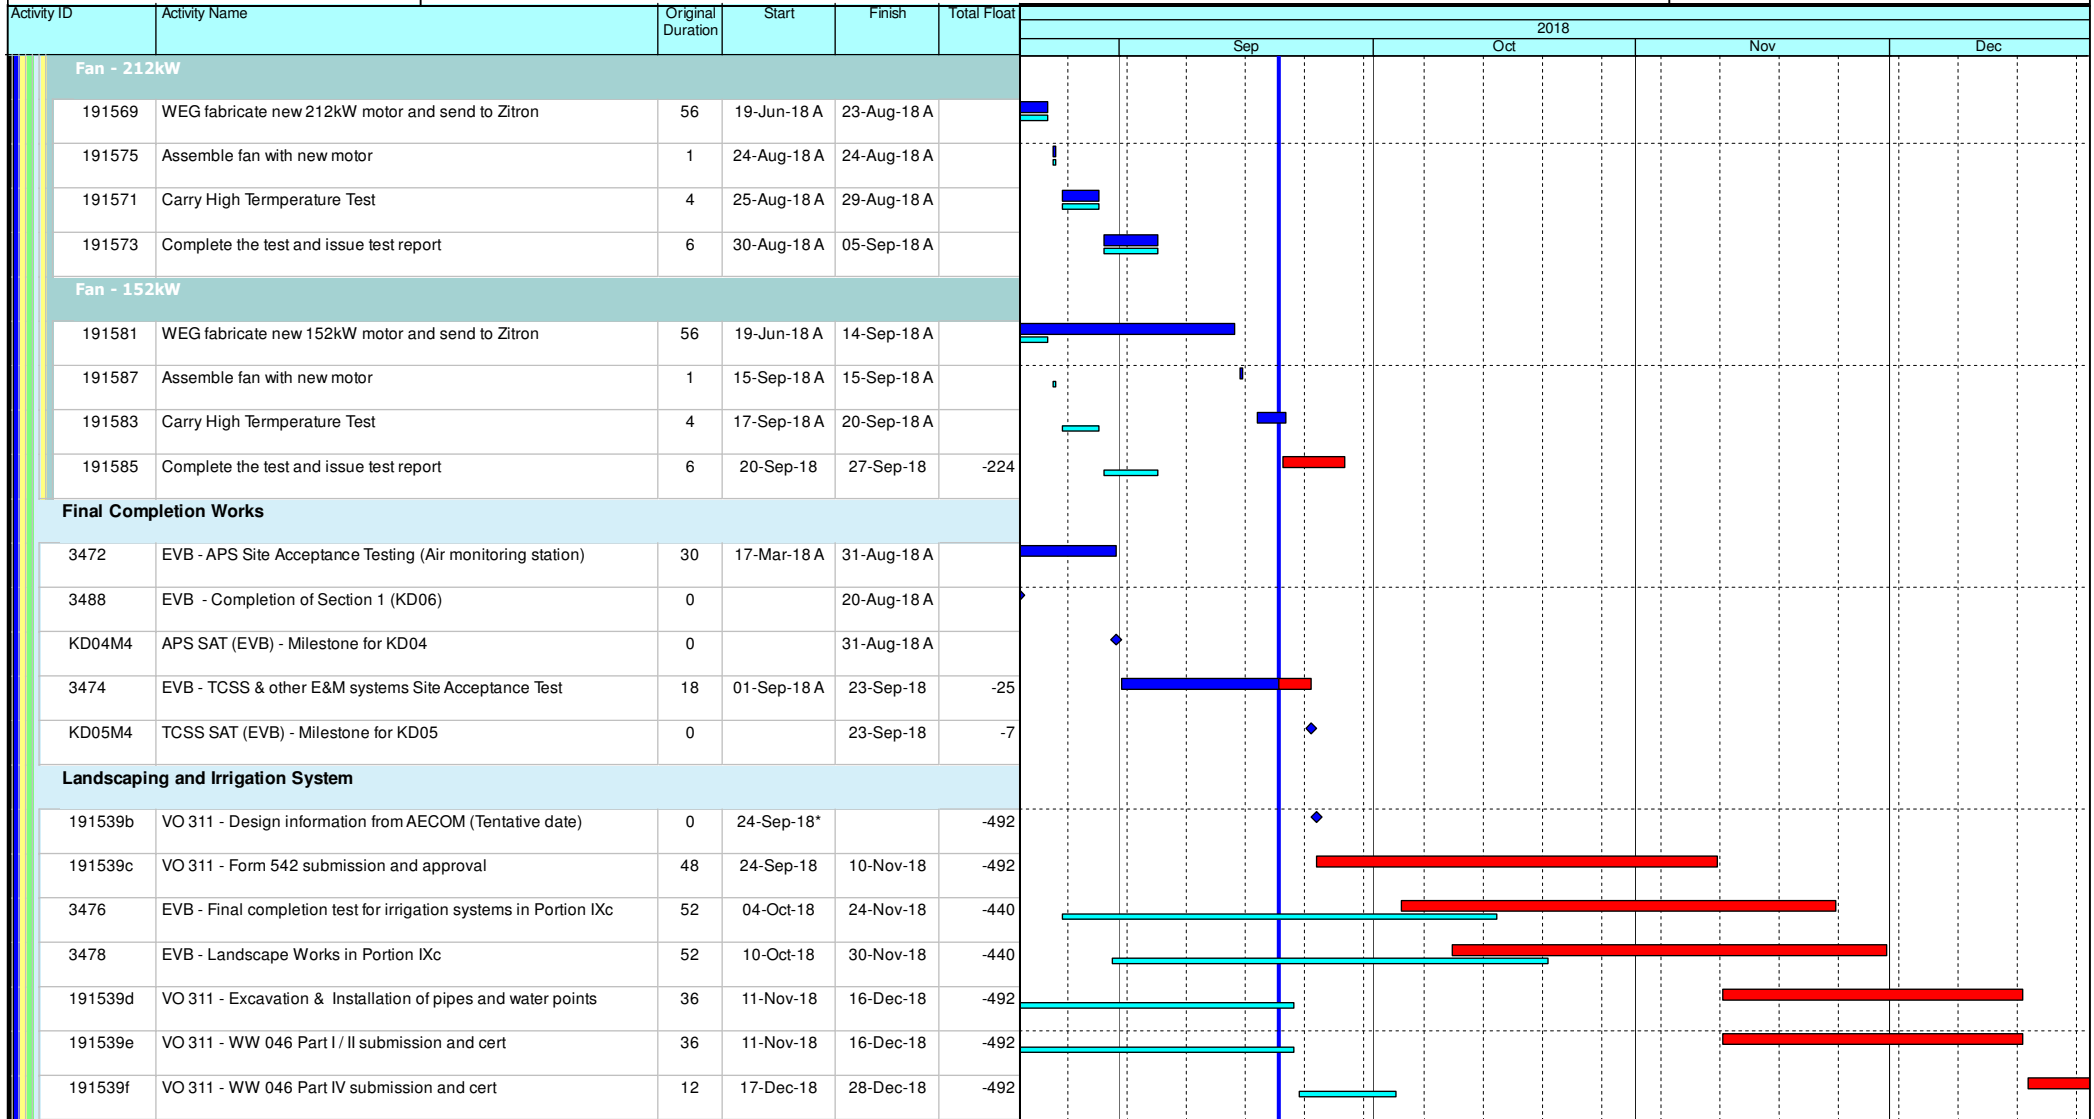 Activity ID Activity Name Original Duration Start Finish Total Float
2018
Sep Oct Nov Dec
Fan - 212kW
191569 WEG fabricate new 212kW motor and send to Zitron 56 19-Jun-18 A 23-Aug-18 A
191575 Assemble fan with new motor 1 24-Aug-18 A 24-Aug-18 A
191571 Carry High Termperature Test 4 25-Aug-18 A 29-Aug-18 A
191573 Complete the test and issue test report 6 30-Aug-18 A 05-Sep-18 A
Fan - 152kW
191581 WEG fabricate new 152kW motor and send to Zitron 56 19-Jun-18 A 14-Sep-18 A
191587 Assemble fan with new motor 1 15-Sep-18 A 15-Sep-18 A
191583 Carry High Termperature Test 4 17-Sep-18 A 20-Sep-18 A
191585 Complete the test and issue test report 6 20-Sep-18 27-Sep-18 -224
Final Completion Works
3472 EVB - APS Site Acceptance Testing (Air monitoring station) 30 17-Mar-18 A 31-Aug-18 A
3488 EVB - Completion of Section 1 (KD06) 0 20-Aug-18 A
KD04M4 APS SAT (EVB) - Milestone for KD04 0 31-Aug-18 A
3474 EVB - TCSS & other E&M systems Site Acceptance Test 18 01-Sep-18 A 23-Sep-18 -25
KD05M4 TCSS SAT (EVB) - Milestone for KD05 0 23-Sep-18 -7
Landscaping and Irrigation System
191539b VO 311 - Design information from AECOM (Tentative date) 0 24-Sep-18* -492
191539c VO 311 - Form 542 submission and approval 48 24-Sep-18 10-Nov-18 -492
3476 EVB - Final completion test for irrigation systems in Portion IXc 52 04-Oct-18 24-Nov-18 -440
3478 EVB - Landscape Works in Portion IXc 52 10-Oct-18 30-Nov-18 -440
191539d VO 311 - Excavation & Installation of pipes and water points 36 11-Nov-18 16-Dec-18 -492
191539e VO 311 - WW 046 Part I / II submission and cert 36 11-Nov-18 16-Dec-18 -492
191539f VO 311 - WW 046 Part IV submission and cert 12 17-Dec-18 28-Dec-18 -492